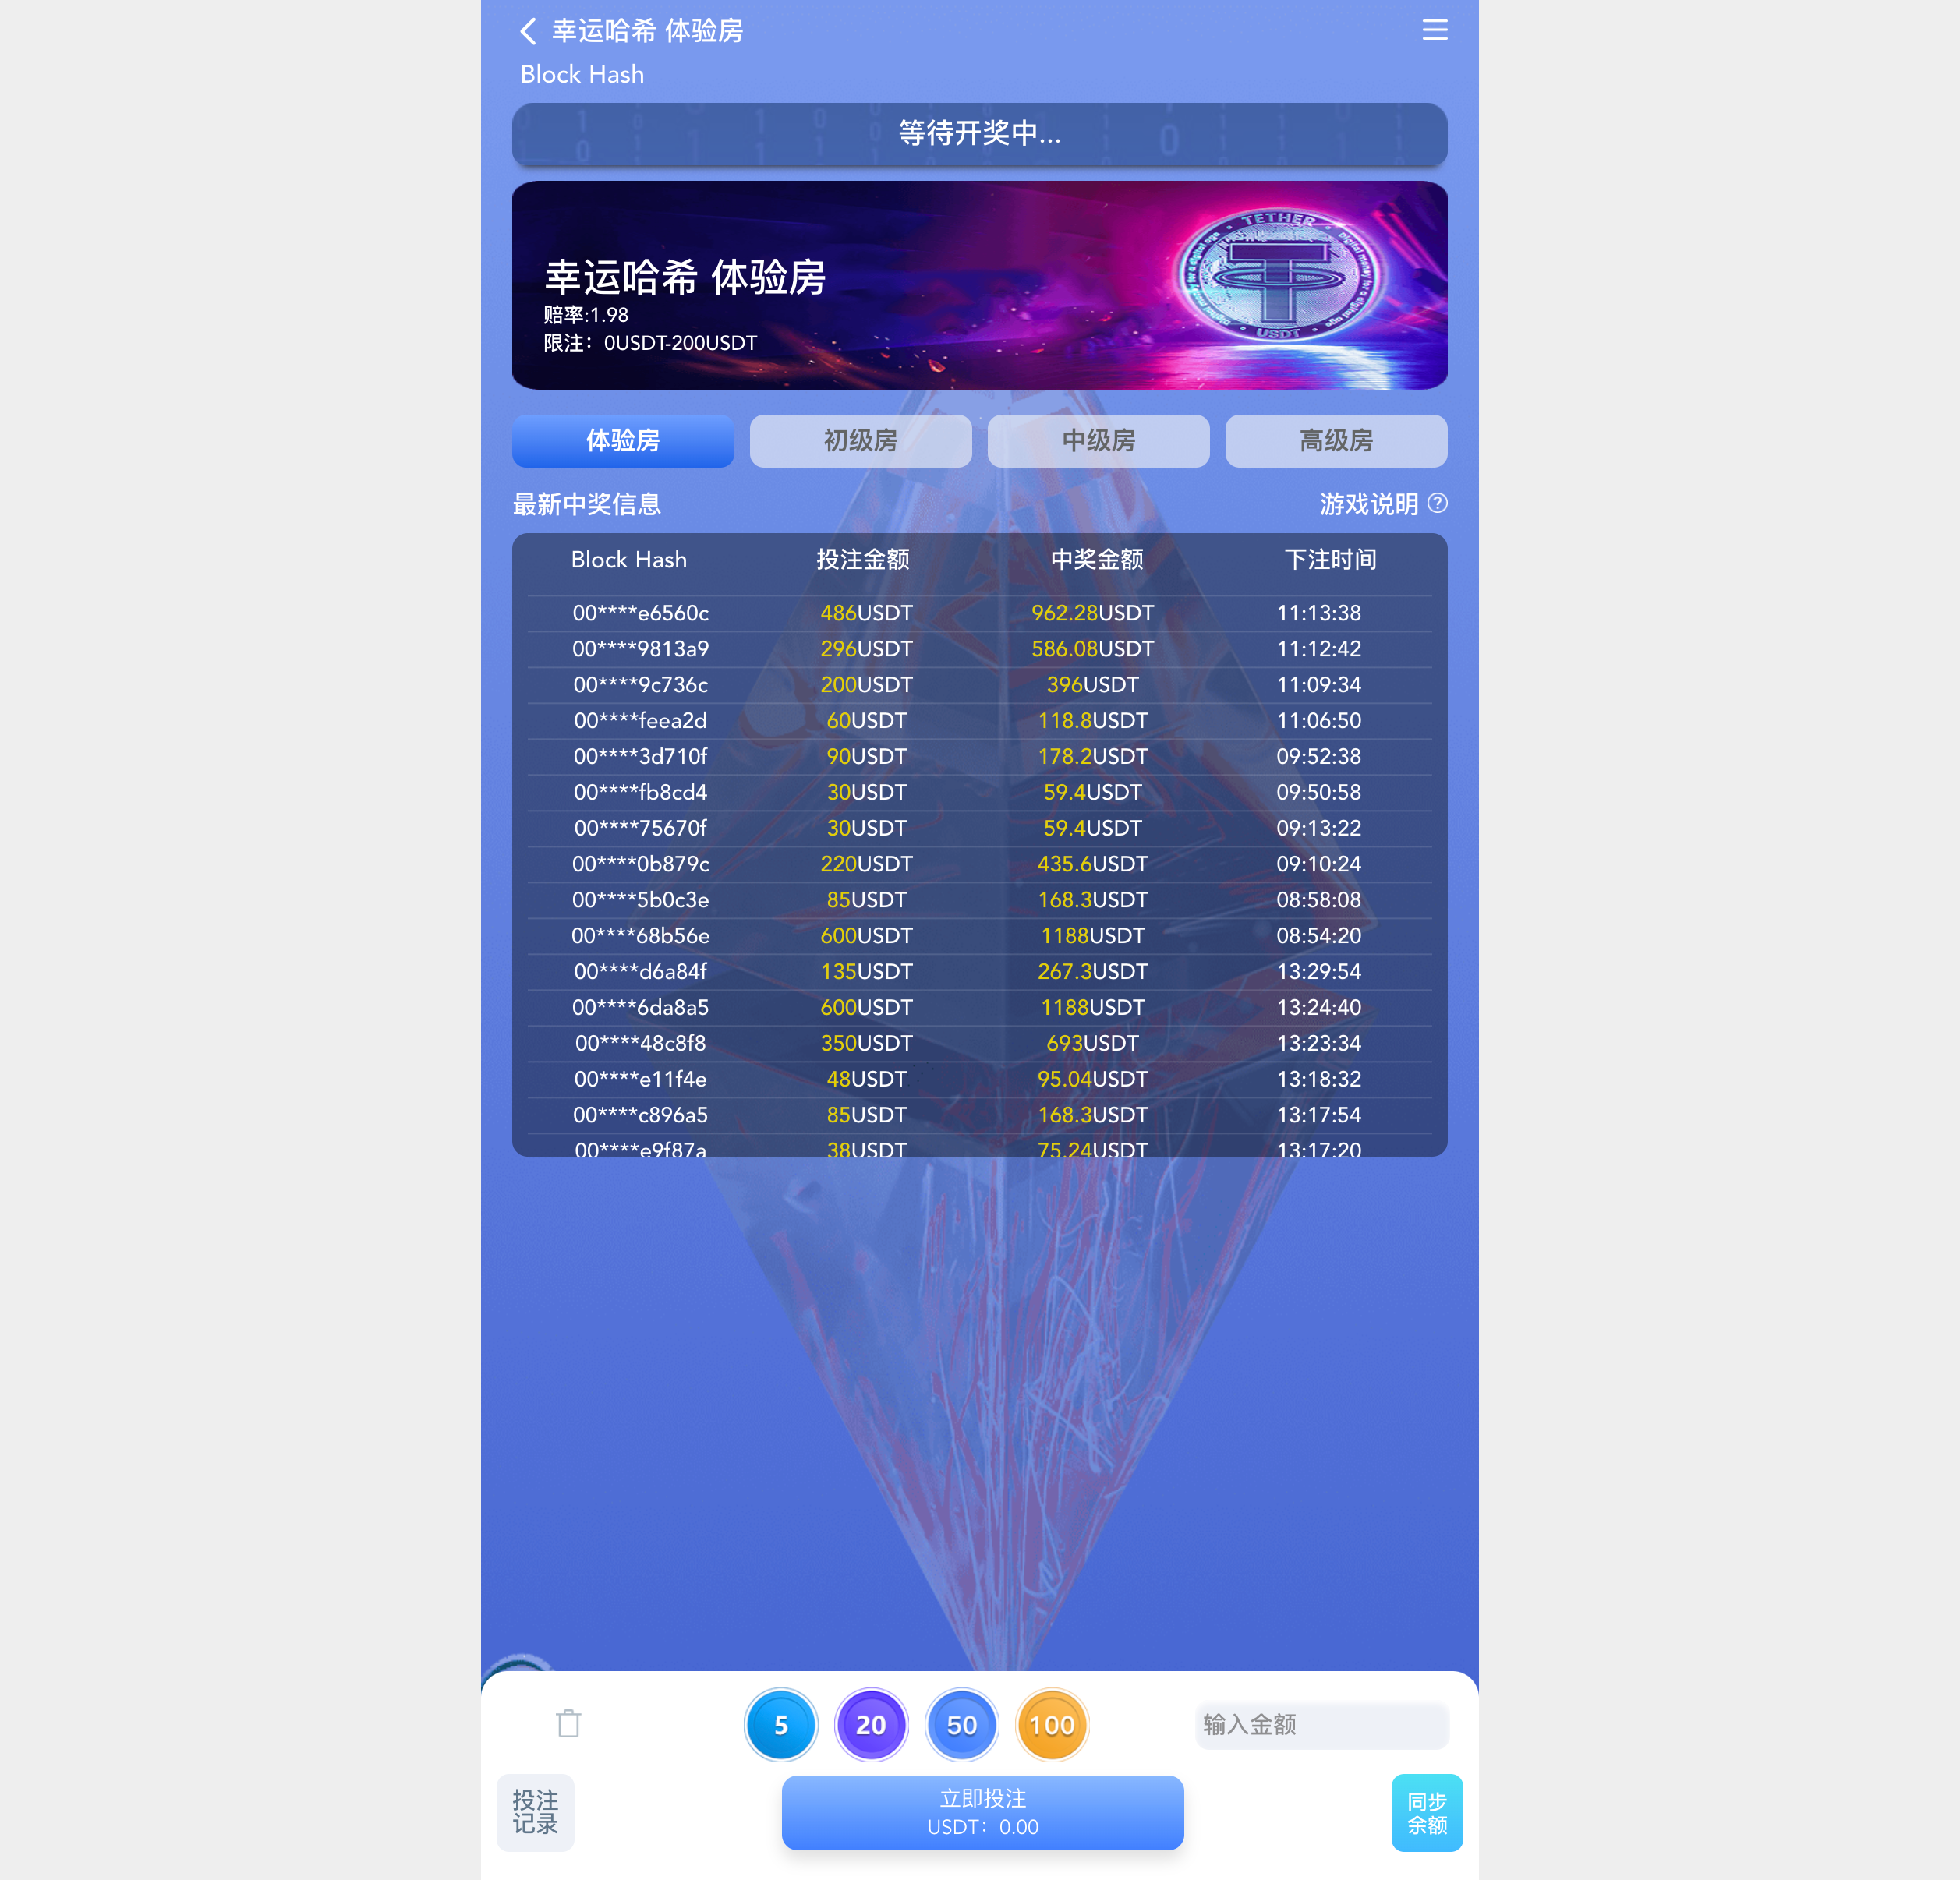 幸运哈希 体验房
Block Hash
等待开奖中...
幸运哈希 体验房
赔率:1.98
限注：0USDT-200USDT
TETHER
USDT
体验房 初级房 中级房 高级房
最新中奖信息 游戏说明 ?
Block Hash 投注金额 中奖金额 下注时间
00****e6560c 486USDT 962.28USDT 11:13:38
00****9813a9 296USDT 586.08USDT 11:12:42
00****9c736c 200USDT 396USDT 11:09:34
00****feea2d 60USDT 118.8USDT 11:06:50
00****3d710f 90USDT 178.2USDT 09:52:38
00****fb8cd4 30USDT 59.4USDT 09:50:58
00****75670f 30USDT 59.4USDT 09:13:22
00****0b879c 220USDT 435.6USDT 09:10:24
00****5b0c3e 85USDT 168.3USDT 08:58:08
00****68b56e 600USDT 1188USDT 08:54:20
00****d6a84f 135USDT 267.3USDT 13:29:54
00****6da8a5 600USDT 1188USDT 13:24:40
00****48c8f8 350USDT 693USDT 13:23:34
00****e11f4e 48USDT 95.04USDT 13:18:32
00****c896a5 85USDT 168.3USDT 13:17:54
00****e9f87a 38USDT 75.24USDT 13:17:20
5 20 50 100 输入金额
投注
记录
立即投注
USDT：0.00
同步
余额